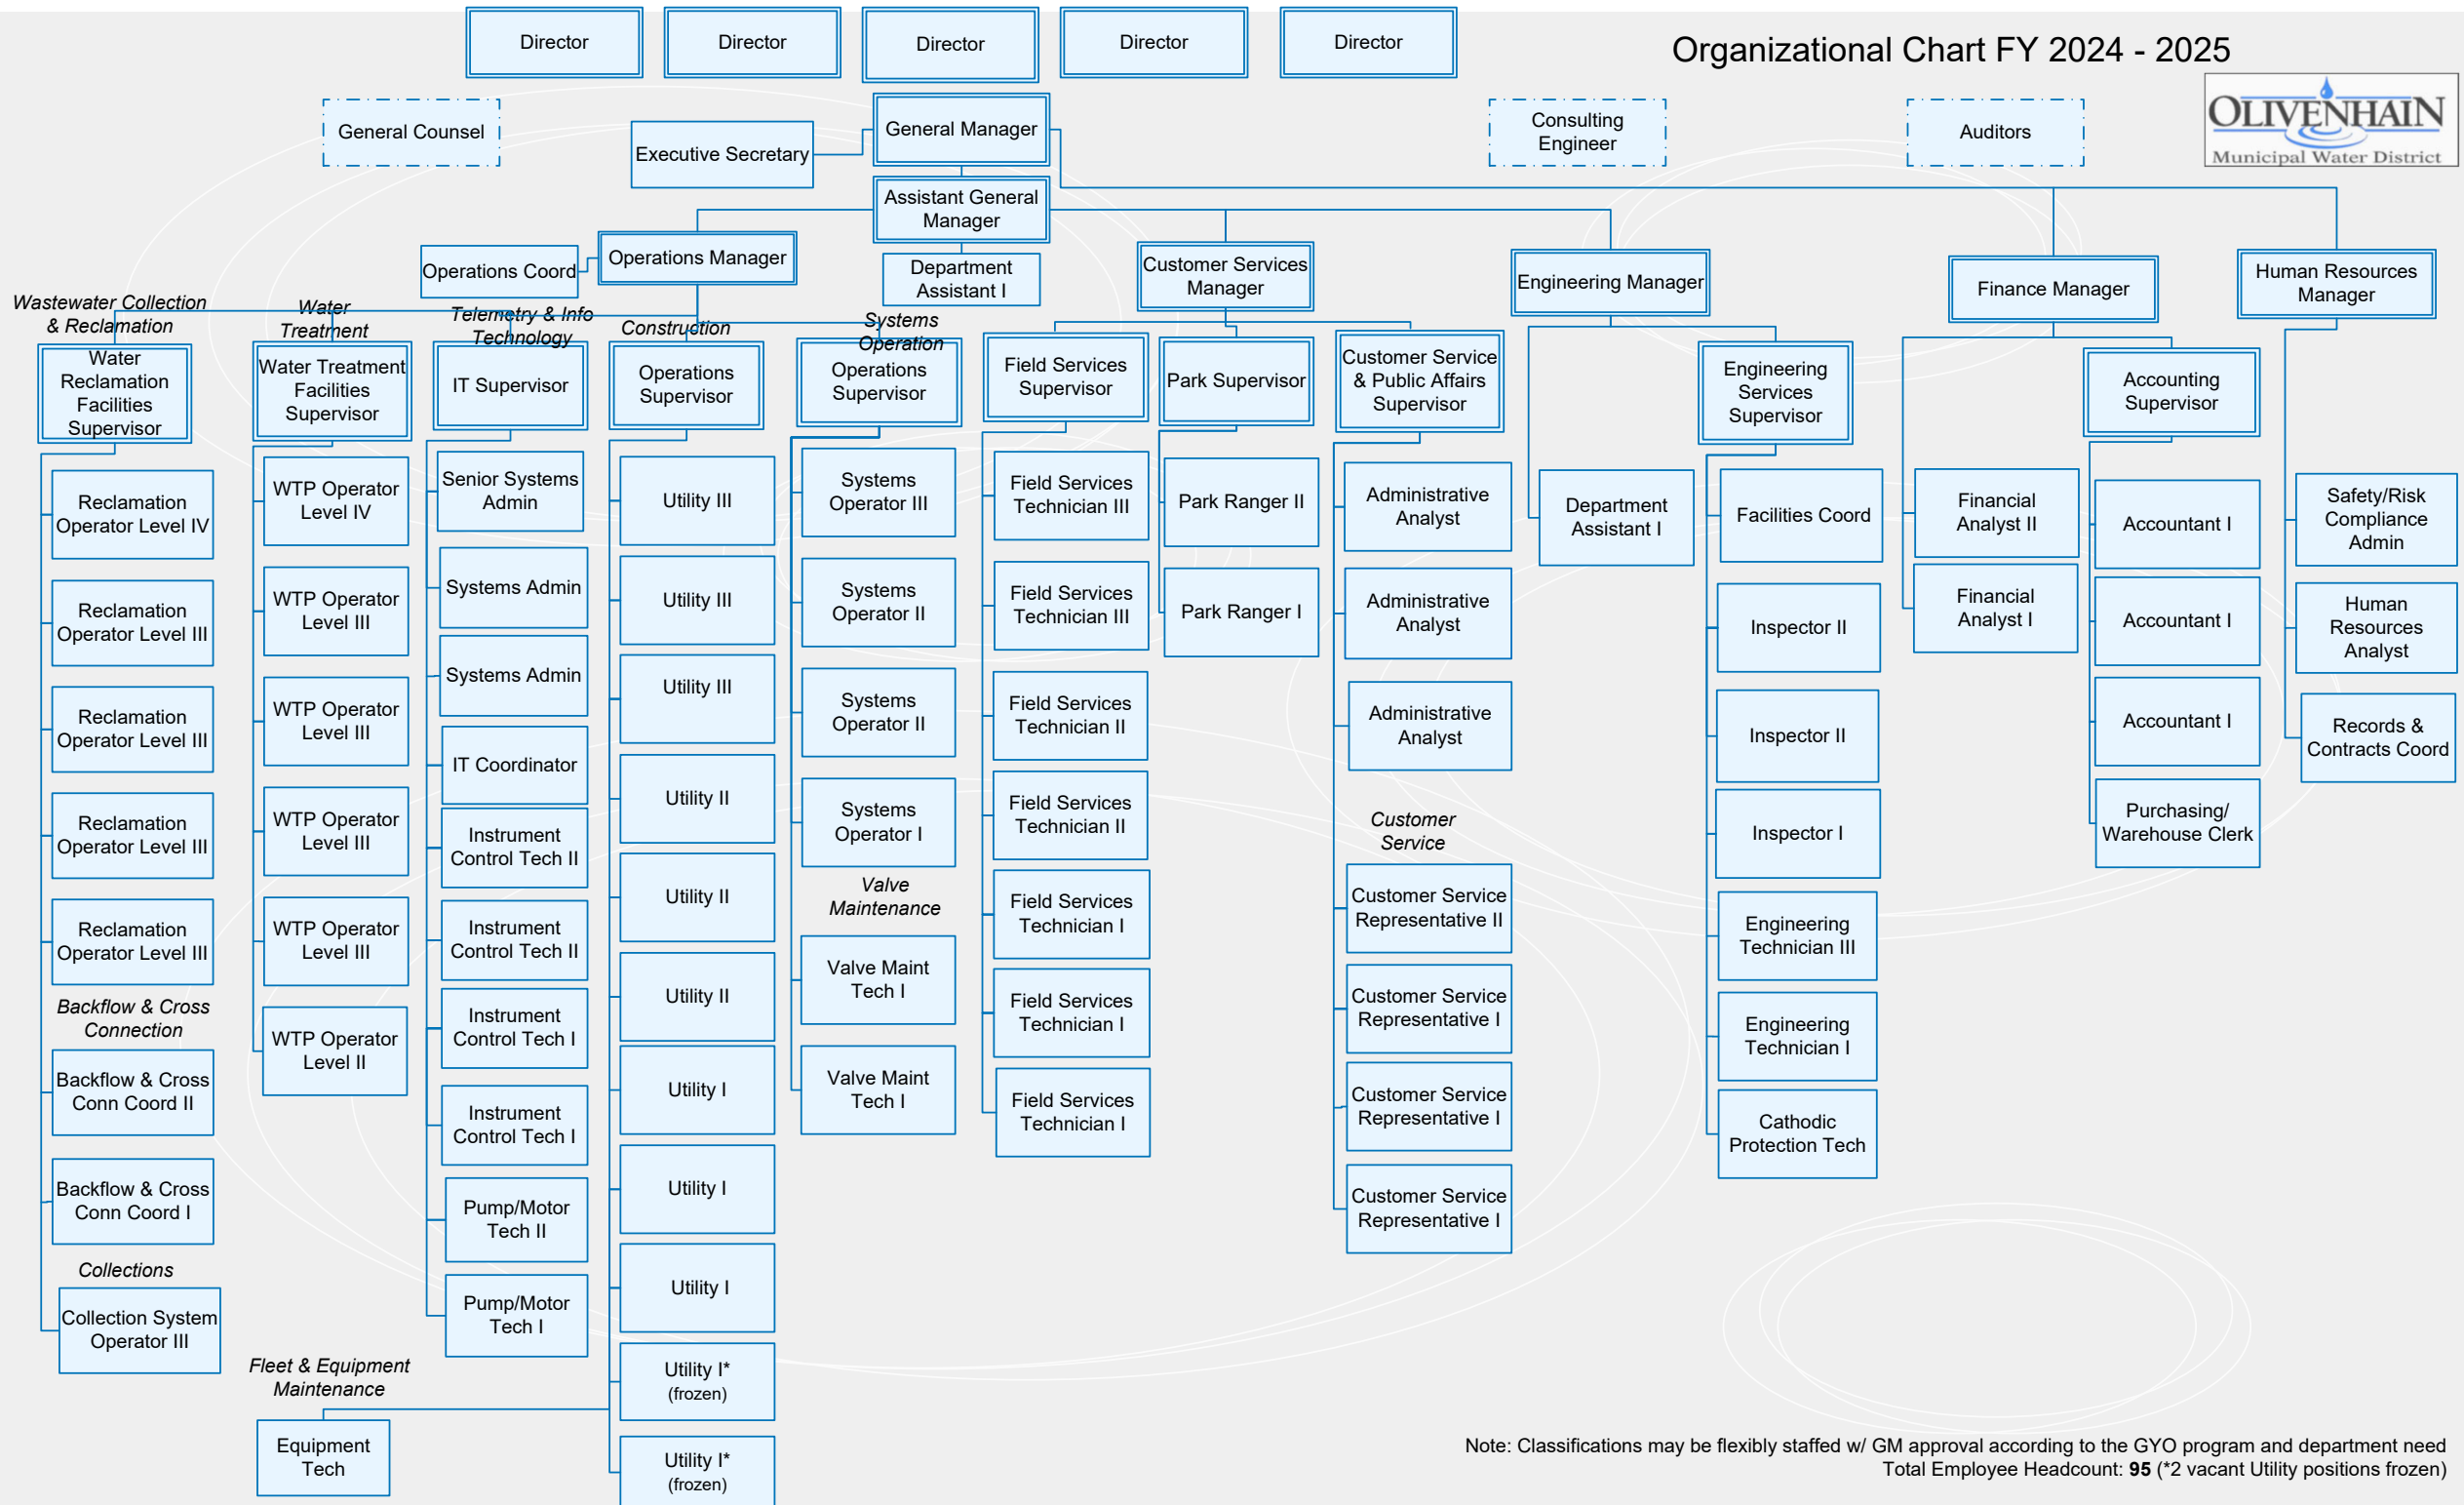 Director
Director
Director
Director
Director
Organizational Chart FY 2024 - 2025
OLIVENHAIN
Municipal Water District
General Counsel
General Manager
Executive Secretary
Consulting
Engineer
Auditors
Assistant General
Manager
Operations Coord
Operations Manager
Department
Assistant I
Customer Services
Manager
Engineering Manager
Finance Manager
Human Resources
Manager
Wastewater Collection
& Reclamation
Water
Reclamation
Facilities
Supervisor
Reclamation
Operator Level IV
Reclamation
Operator Level III
Reclamation
Operator Level III
Reclamation
Operator Level III
Reclamation
Operator Level III
Backflow & Cross
Connection
Backflow & Cross
Conn Coord II
Backflow & Cross
Conn Coord I
Collections
Collection System
Operator III
Water
Treatment
Water Treatment
Facilities
Supervisor
WTP Operator
Level IV
WTP Operator
Level III
WTP Operator
Level III
WTP Operator
Level III
WTP Operator
Level III
WTP Operator
Level II
Fleet & Equipment
Maintenance
Equipment
Tech
Telemetry & Info
Technology
IT Supervisor
Senior Systems
Admin
Systems Admin
Systems Admin
IT Coordinator
Instrument
Control Tech II
Instrument
Control Tech II
Instrument
Control Tech I
Instrument
Control Tech I
Pump/Motor
Tech II
Pump/Motor
Tech I
Construction
Operations
Supervisor
Utility III
Utility III
Utility III
Utility II
Utility II
Utility II
Utility I
Utility I
Utility I
Utility I*
(frozen)
Utility I*
(frozen)
Systems
Operation
Operations
Supervisor
Systems
Operator III
Systems
Operator II
Systems
Operator II
Systems
Operator I
Valve
Maintenance
Valve Maint
Tech I
Valve Maint
Tech I
Field Services
Supervisor
Field Services
Technician III
Field Services
Technician III
Field Services
Technician II
Field Services
Technician II
Field Services
Technician I
Field Services
Technician I
Field Services
Technician I
Park Supervisor
Park Ranger II
Park Ranger I
Customer Service
& Public Affairs
Supervisor
Administrative
Analyst
Administrative
Analyst
Administrative
Analyst
Customer
Service
Customer Service
Representative II
Customer Service
Representative I
Customer Service
Representative I
Customer Service
Representative I
Department
Assistant I
Engineering
Services
Supervisor
Facilities Coord
Inspector II
Inspector II
Inspector I
Engineering
Technician III
Engineering
Technician I
Cathodic
Protection Tech
Financial
Analyst II
Financial
Analyst I
Accounting
Supervisor
Accountant I
Accountant I
Accountant I
Purchasing/
Warehouse Clerk
Safety/Risk
Compliance
Admin
Human
Resources
Analyst
Records &
Contracts Coord
Note: Classifications may be flexibly staffed w/ GM approval according to the GYO program and department need
Total Employee Headcount: 95 (*2 vacant Utility positions frozen)